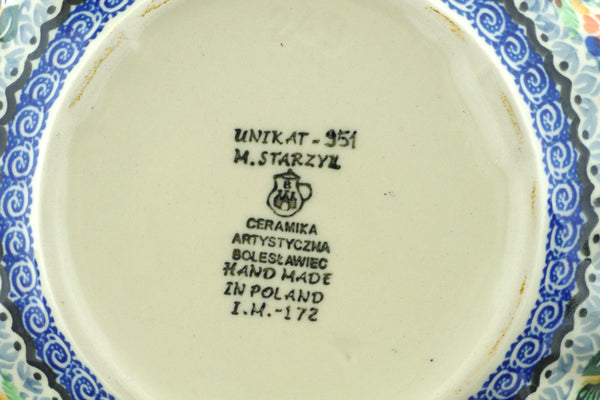 UNIKAT - 951
M. STARZYK
B
CERAMIKA
ARTYSTYCZNA
BOLESŁAWIEC
HAND MADE
IN POLAND
I.M.-172